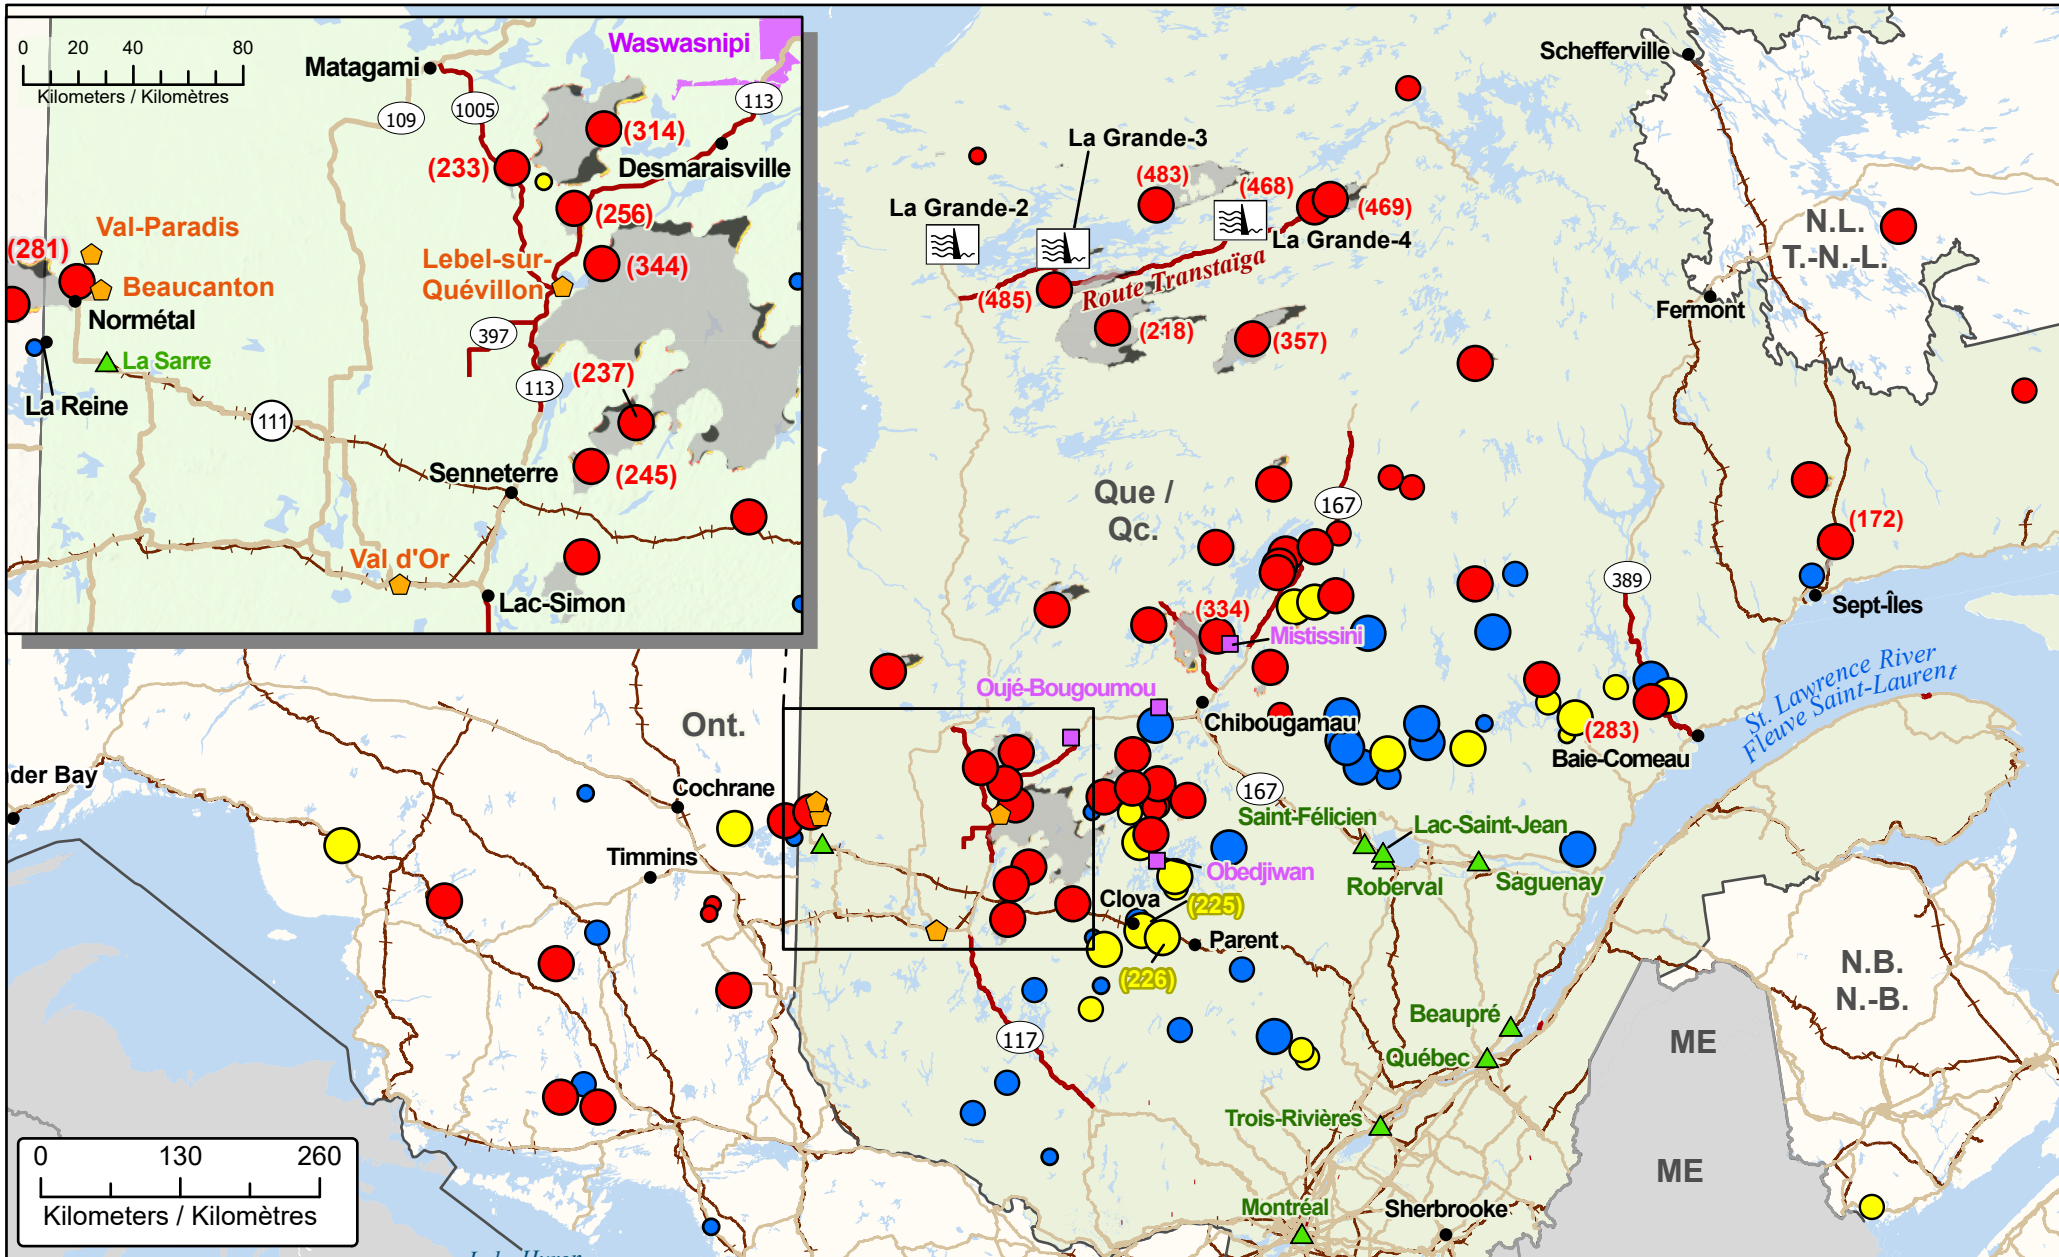 0 20 40 80
Kilometers / Kilomètres
Matagami
Waswasnipi
109
1005
113
(314)
Desmaraisville
(233)
(256)
(281)
Val-Paradis
Beaucanton
Normétal
Lebel-sur-
Quévillon
(344)
397
La Sarre
La Reine
113
(237)
111
Senneterre
(245)
Val d'Or
Lac-Simon
Schefferville
La Grande-3
(483)
(468)
(469)
La Grande-2
La Grande-4
N.L.
T.-N.-L.
Route Transtaïga
(485)
(218)
(357)
Fermont
Que /
Qc.
167
(172)
389
Sept-Îles
(334)
Mistissini
Oujé-Bougoumou
Chibougamau
St. Lawrence River
Fleuve Saint-Laurent
(283)
Baie-Comeau
Ont.
der Bay
Cochrane
Timmins
167
Saint-Félicien
Lac-Saint-Jean
Obedjiwan
Roberval
Saguenay
Clova
(225)
Parent
(226)
N.B.
N.-B.
117
Beaupré
Québec
ME
Trois-Rivières
ME
0 130 260
Kilometers / Kilomètres
Montréal
Sherbrooke